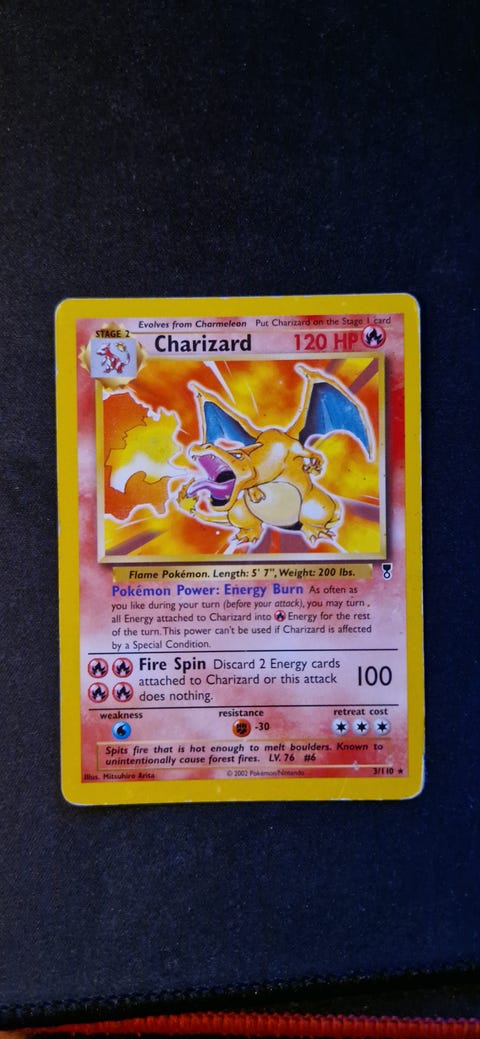 Evolves from Charmeleon Put Charizard on the Stage 1 card
STAGE 2
Charizard 120 HP
Flame Pokémon. Length: 5' 7", Weight: 200 lbs.
Pokémon Power: Energy Burn As often as
you like during your turn (before your attack), you may turn
all Energy attached to Charizard into Energy for the rest
of the turn. This power can't be used if Charizard is affected
by a Special Condition.
Fire Spin Discard 2 Energy cards
attached to Charizard or this attack
does nothing.
100
weakness resistance retreat cost
-30
Spits fire that is hot enough to melt boulders. Known to
unintentionally cause forest fires. LV. 76 #6
Illus. Mitsuhiro Arita © 2002 Pokémon/Nintendo 3/110 ★